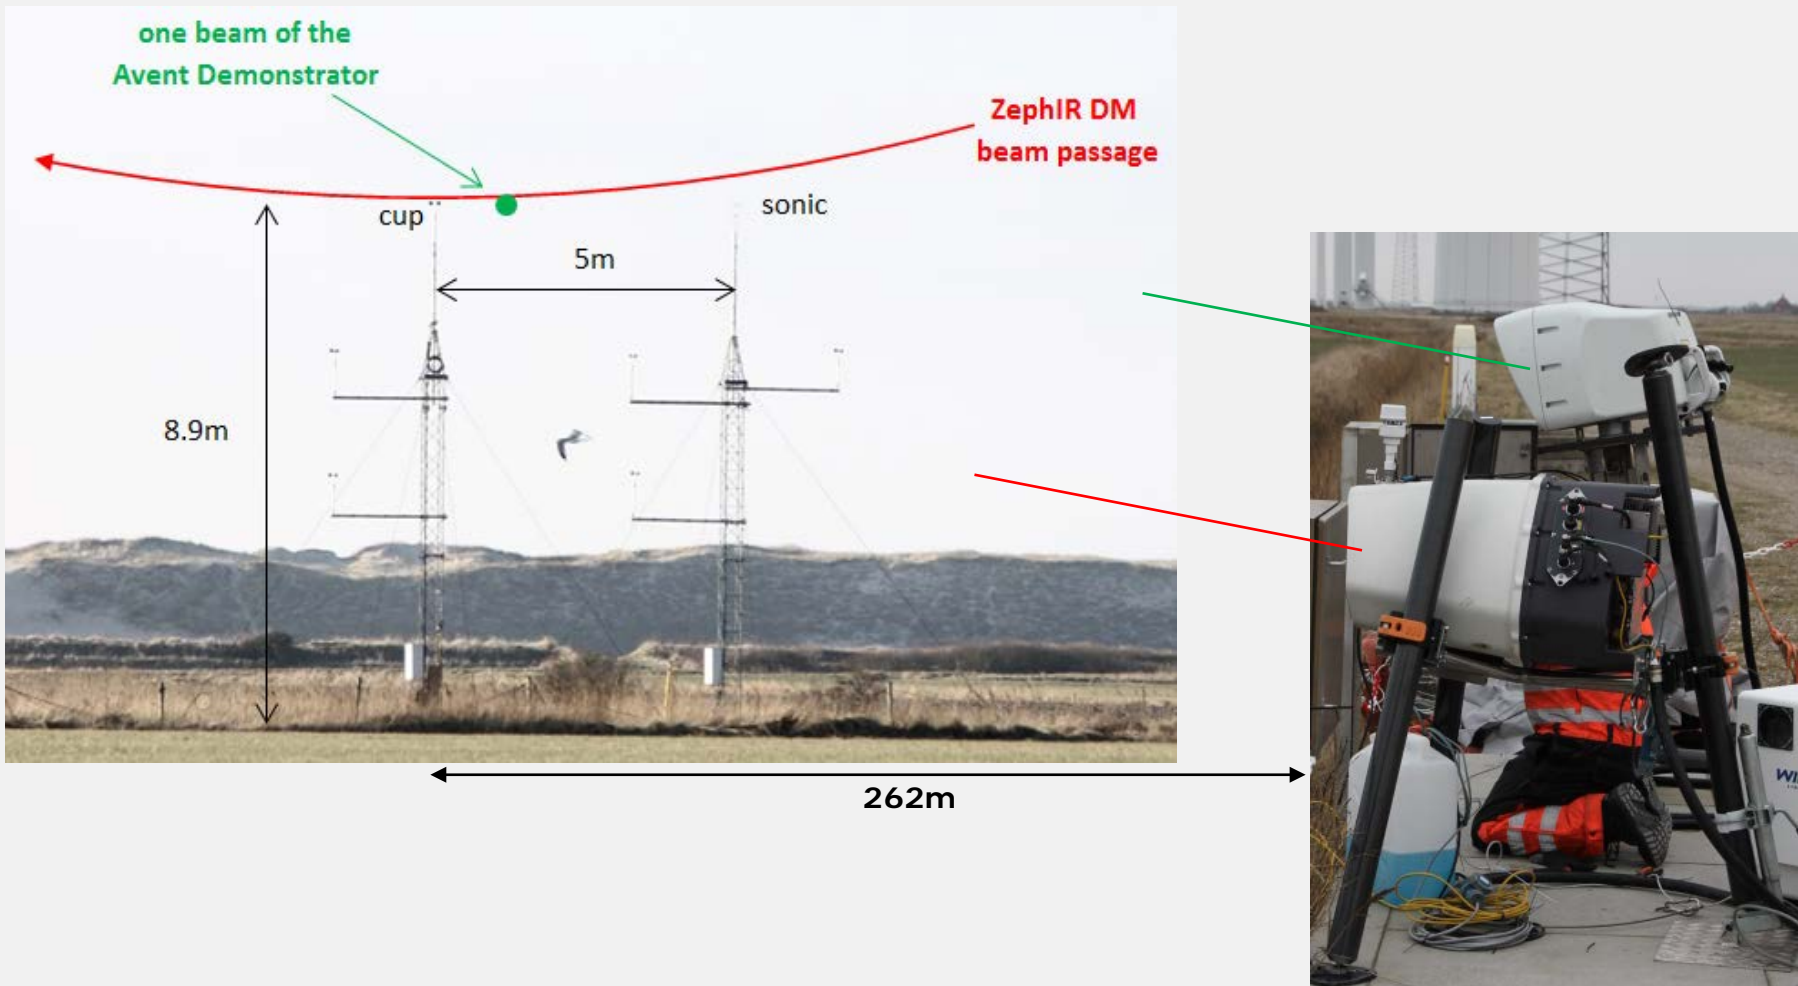 one beam of the
Avent Demonstrator
ZephIR DM
beam passage
cup
sonic
5m
8.9m
262m